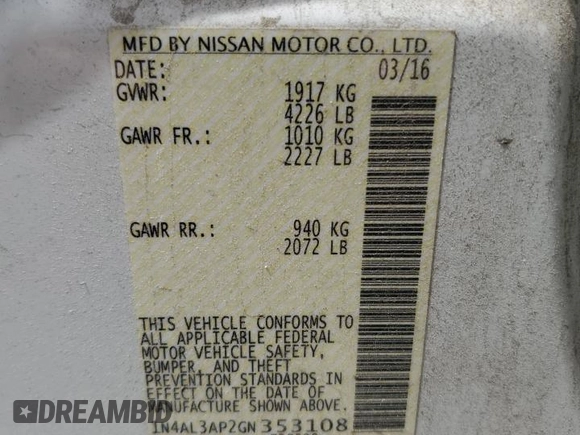 MFD BY NISSAN MOTOR CO., LTD.
DATE: 03/16
GVWR: 1917 KG
4226 LB
GAWR FR.: 1010 KG
2227 LB
GAWR RR.: 940 KG
2072 LB
THIS VEHICLE CONFORMS TO
ALL APPLICABLE FEDERAL
MOTOR VEHICLE SAFETY,
BUMPER, AND THEFT
PREVENTION STANDARDS IN
EFFECT ON THE DATE OF
MANUFACTURE SHOWN ABOVE.
1N4AL3AP2GN353108
DREAMBID